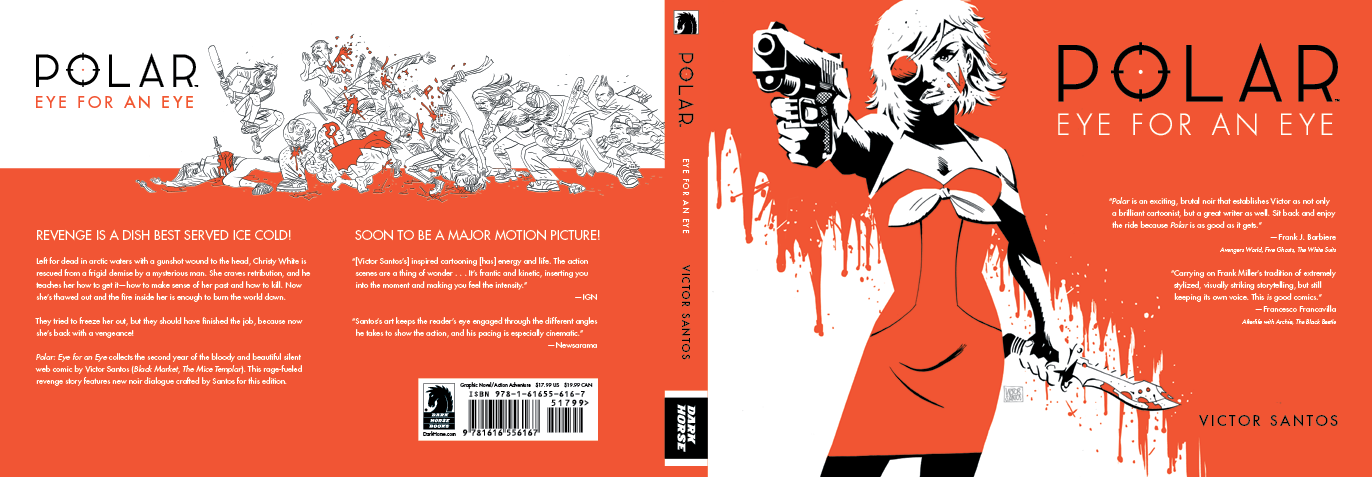 POLAR™
EYE FOR AN EYE
REVENGE IS A DISH BEST SERVED ICE COLD!
Left for dead in arctic waters with a gunshot wound to the head, Christy White is
rescued from a frigid demise by a mysterious man. She craves retribution, and he
teaches her how to get it—how to make sense of her past and how to kill. Now
she's thawed out and the fire inside her is enough to burn the world down.
They tried to freeze her out, but they should have finished the job, because now
she's back with a vengeance!
Polar: Eye for an Eye collects the second year of the bloody and beautiful silent
web comic by Victor Santos (Black Market, The Mice Templar). This rage-fueled
revenge story features new noir dialogue crafted by Santos for this edition.
SOON TO BE A MAJOR MOTION PICTURE!
“[Victor Santos's] inspired cartooning [has] energy and life. The action
scenes are a thing of wonder . . . It's frantic and kinetic, inserting you
into the moment and making you feel the intensity.”
—IGN
“Santos's art keeps the reader's eye engaged through the different angles
he takes to show the action, and his pacing is especially cinematic.”
—Newsarama
DARK
HORSE
BOOKS
DarkHorse.com
Graphic Novel/Action Adventure $17.99 US $19.99 CAN
ISBN 978-1-61655-616-7
51799>
9 781616 556167
POLAR™
EYE FOR AN EYE
VICTOR SANTOS
DARK
HORSE
POLAR™
EYE FOR AN EYE
“Polar is an exciting, brutal noir that establishes Victor as not only
a brilliant cartoonist, but a great writer as well. Sit back and enjoy
the ride because Polar is as good as it gets.”
—Frank J. Barbiere
Avengers World, Five Ghosts, The White Suits
“Carrying on Frank Miller's tradition of extremely
stylized, visually striking storytelling, but still
keeping its own voice. This is good comics.”
—Francesco Francavilla
Afterlife with Archie, The Black Beetle
VICTOR SANTOS